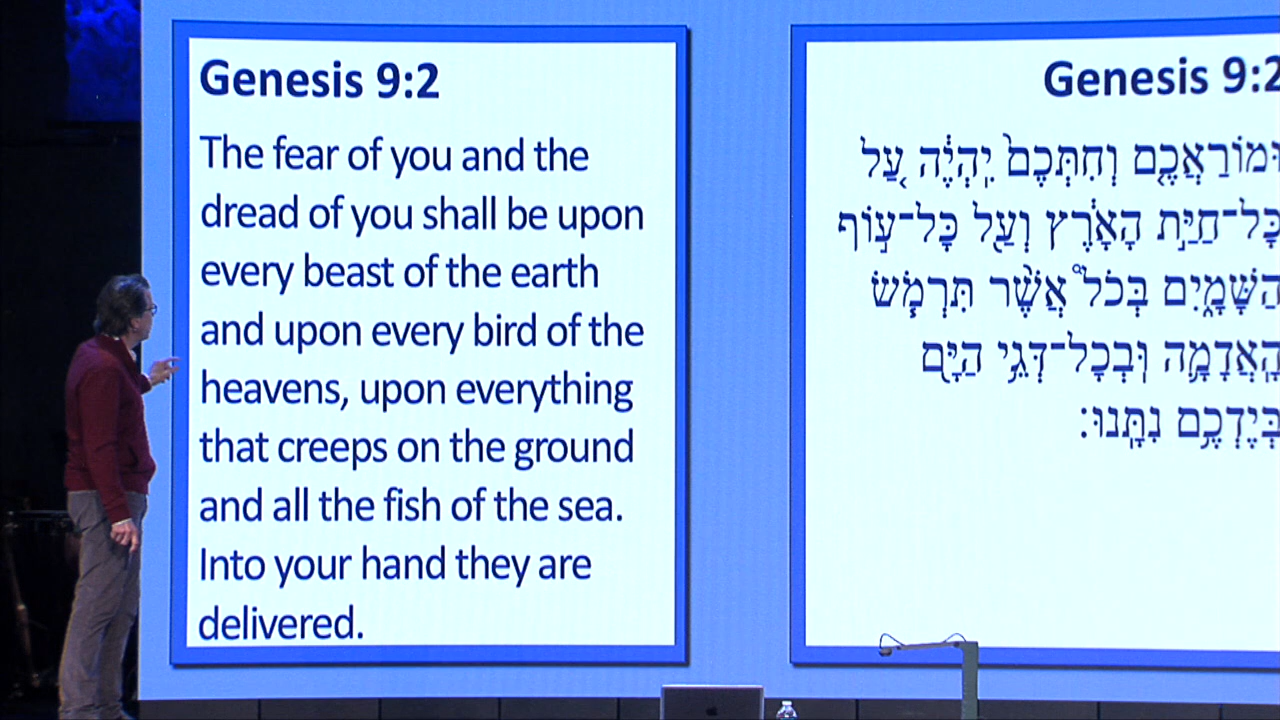 Genesis 9:2
The fear of you and the
dread of you shall be upon
every beast of the earth
and upon every bird of the
heavens, upon everything
that creeps on the ground
and all the fish of the sea.
Into your hand they are
delivered.
Genesis 9:2
וּמוֹרַאֲכֶ֤ם וְחִתְּכֶם֙ יִֽהְיֶ֔ה עַ֚ל
כָּל־חַיַּ֣ת הָאָ֔רֶץ וְעַ֖ל כָּל־ע֣וֹף
הַשָּׁמָ֑יִם בְּכֹל֩ אֲשֶׁ֨ר תִּרְמֹ֧שׂ
הָֽאֲדָמָ֛ה וּֽבְכָל־דְּגֵ֥י הַיָּ֖ם
בְּיֶדְכֶ֥ם נִתָּֽנוּ׃